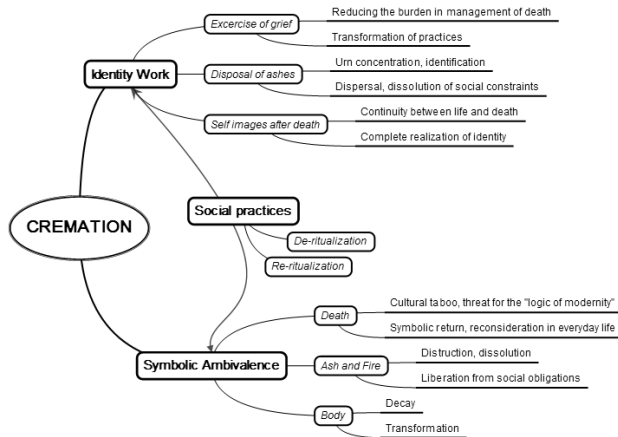 Reducing the burden in management of death
Excercise of grief
Transformation of practices
Urn concentration, identification
Identity Work
Disposal of ashes
Dispersal, dissolution of social constraints
Continuity between life and death
Self images after death
Complete realization of identity
CREMATION
Social practices
De-ritualization
Re-ritualization
Cultural taboo, threat for the "logic of modernity"
Death
Symbolic return, reconsideration in everyday life
Distruction, dissolution
Symbolic Ambivalence
Ash and Fire
Liberation from social obligations
Decay
Body
Transformation